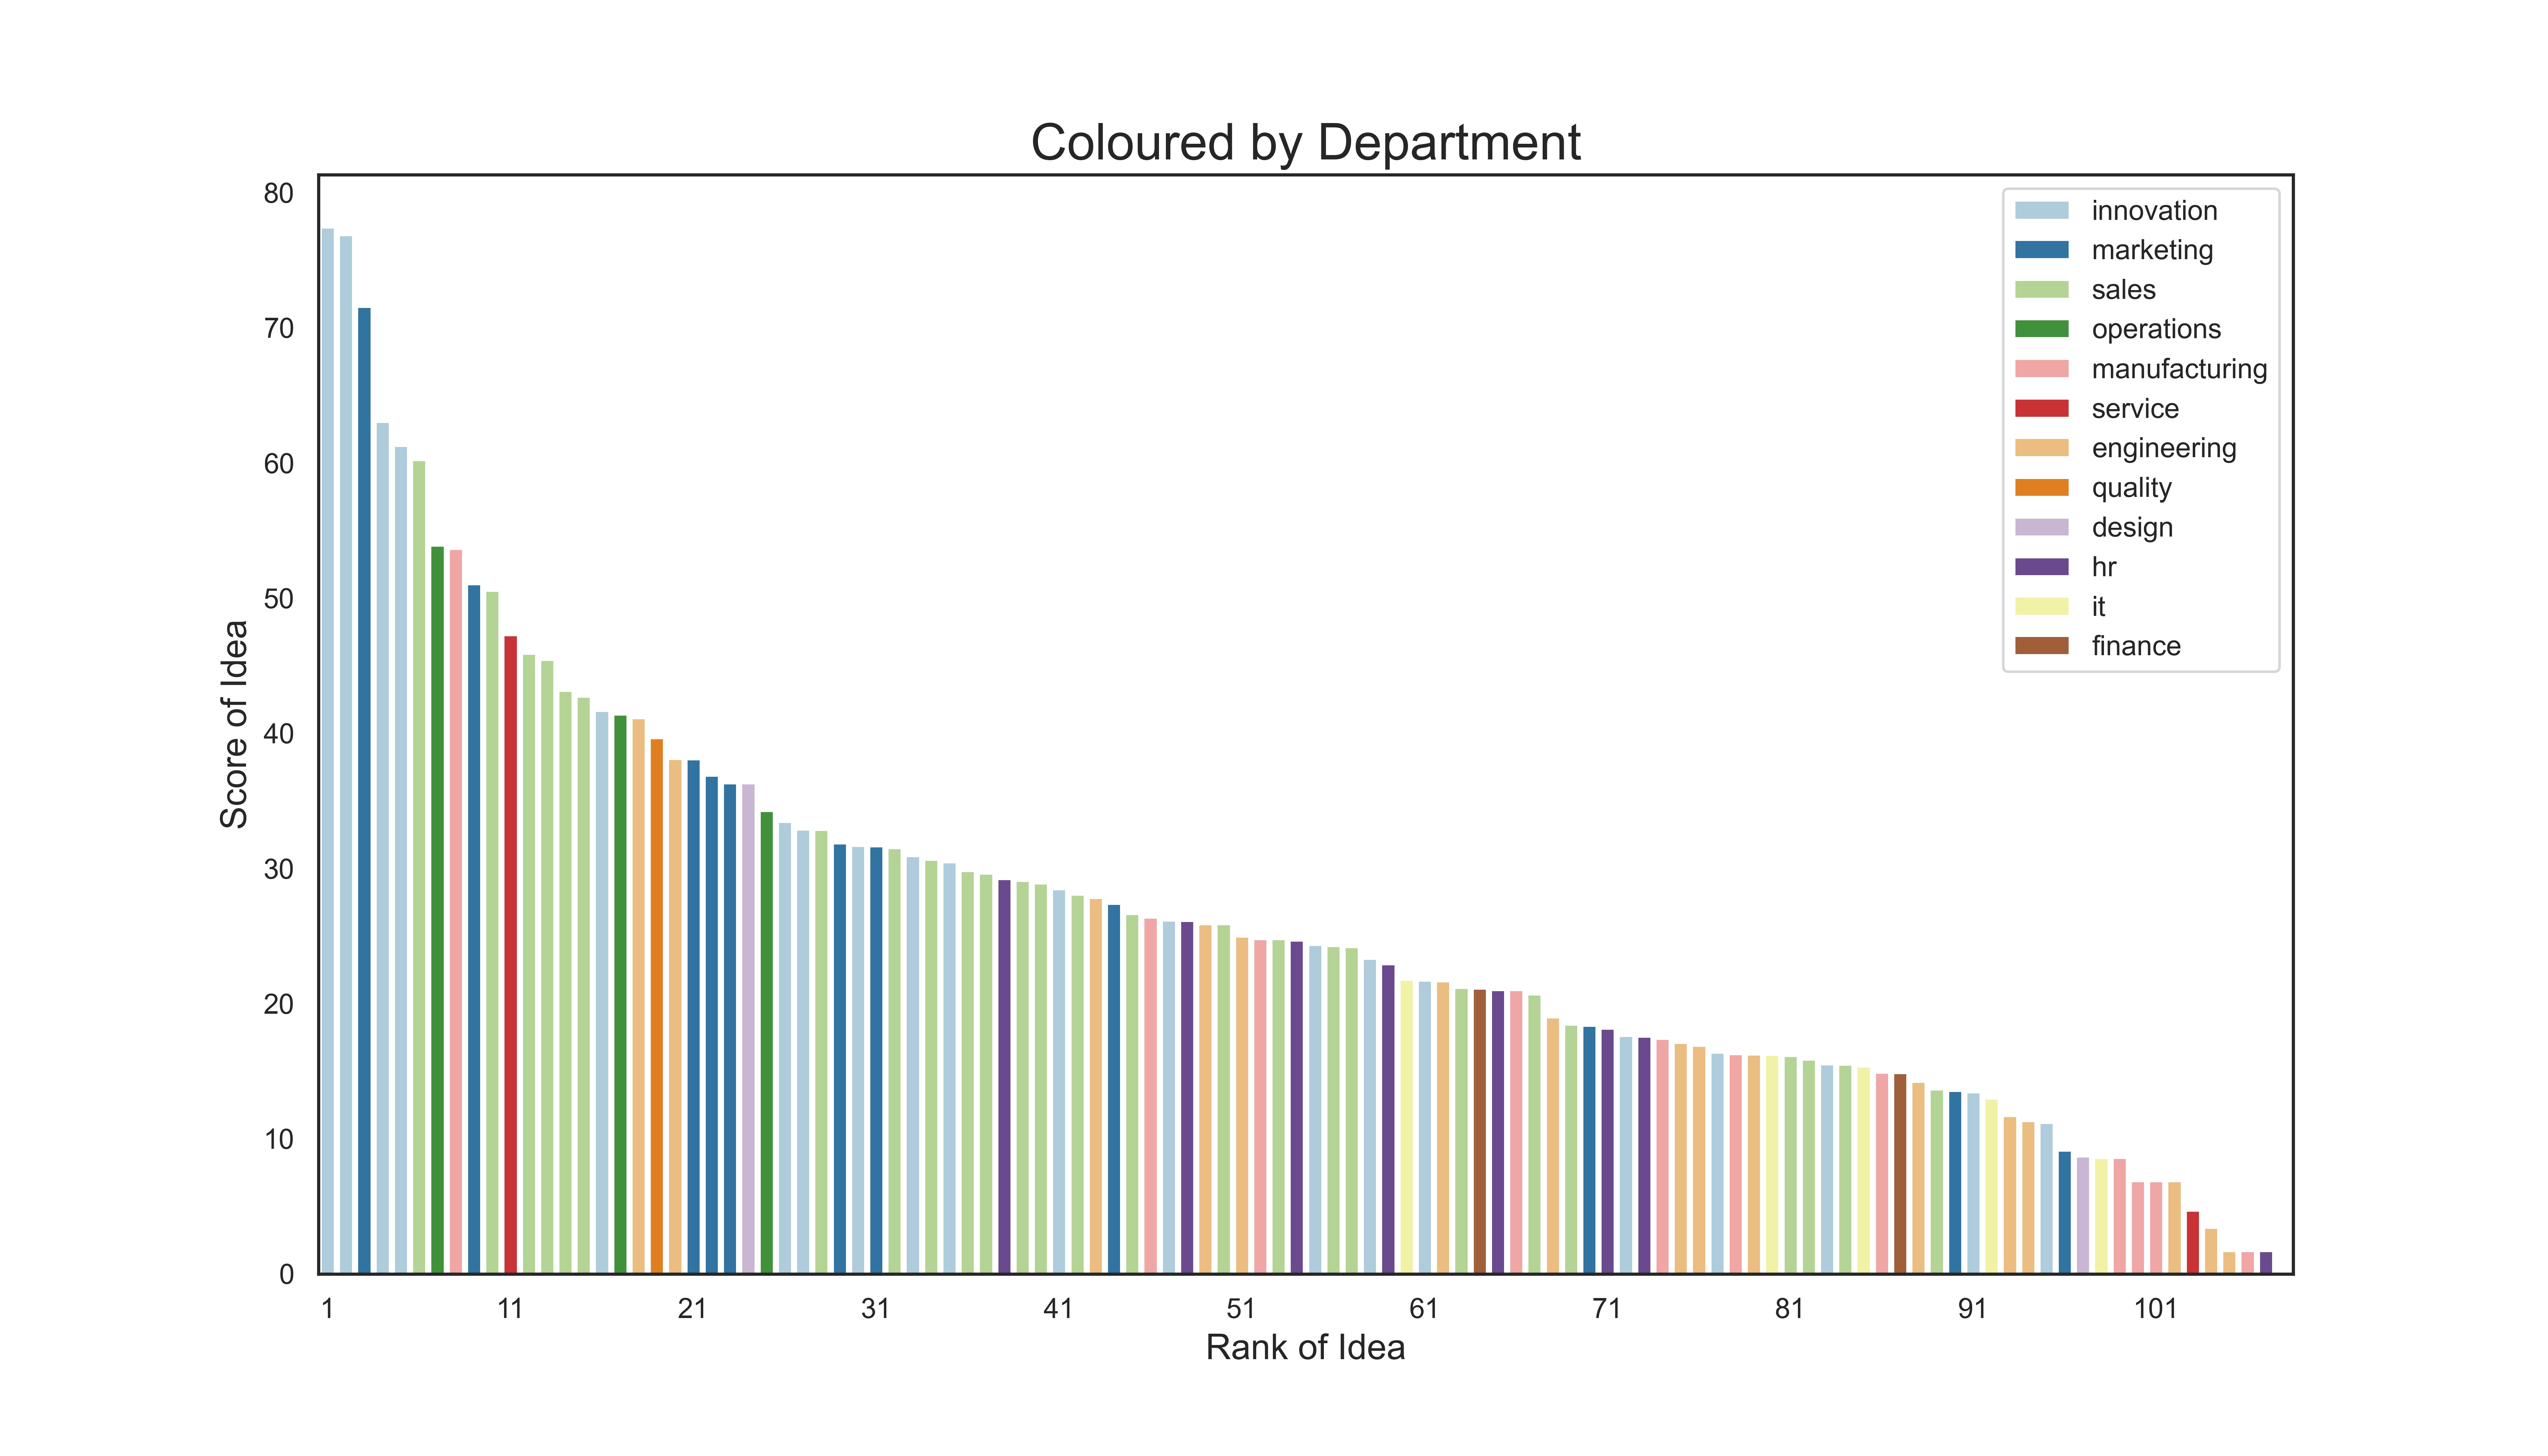 Coloured by Department
80
70
60
50
40
30
20
10
0
Score of Idea
innovation
marketing
sales
operations
manufacturing
service
engineering
quality
design
hr
it
finance
1 11 21 31 41 51 61 71 81 91 101
Rank of Idea